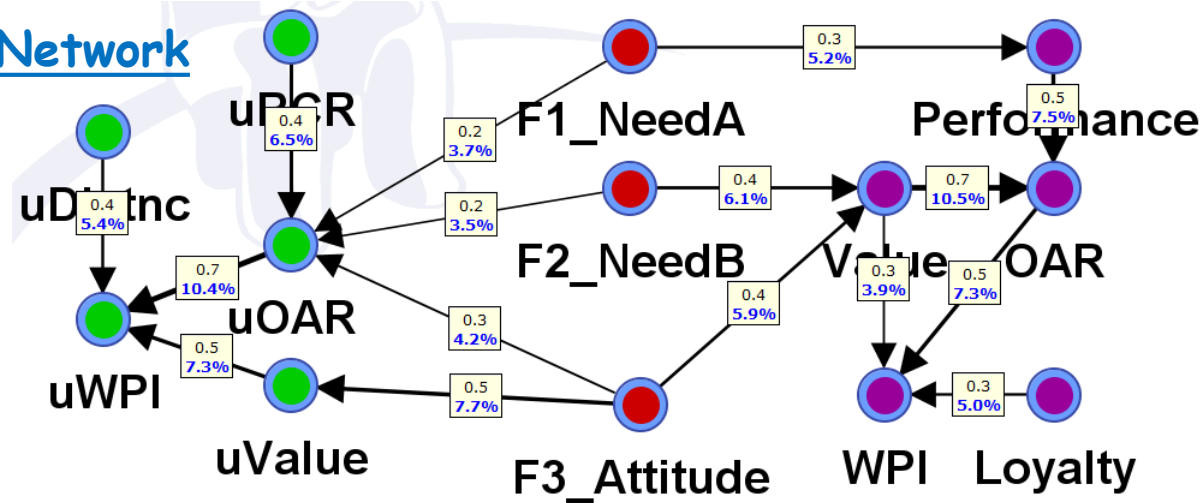 Network
0.3
5.2%
0.5
7.5%
0.4
6.5%
F1_NeedA
Performance
0.2
3.7%
0.4
6.1%
0.7
10.5%
0.4
5.4%
0.2
3.5%
F2_NeedB
Value
OAR
0.7
10.4%
0.3
3.9%
0.5
7.3%
0.4
5.9%
uOAR
0.3
4.2%
0.5
7.3%
uWPI
0.5
7.7%
0.3
5.0%
uValue
F3_Attitude
WPI
Loyalty